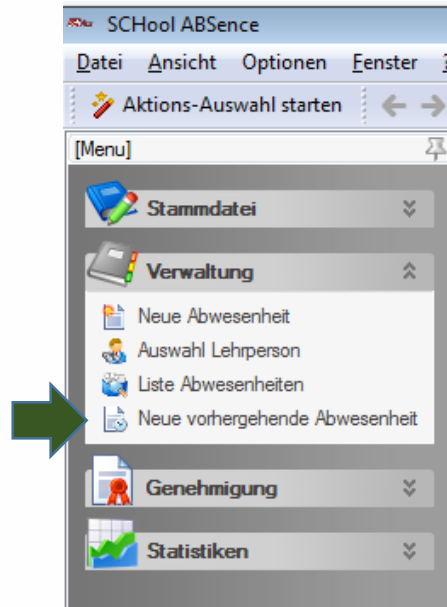 SCHool ABSence
Datei Ansicht Optionen Fenster ?
Aktions-Auswahl starten
[Menu]
Stammdatei
Verwaltung
Neue Abwesenheit
Auswahl Lehrperson
Liste Abwesenheiten
Neue vorhergehende Abwesenheit
Genehmigung
Statistiken